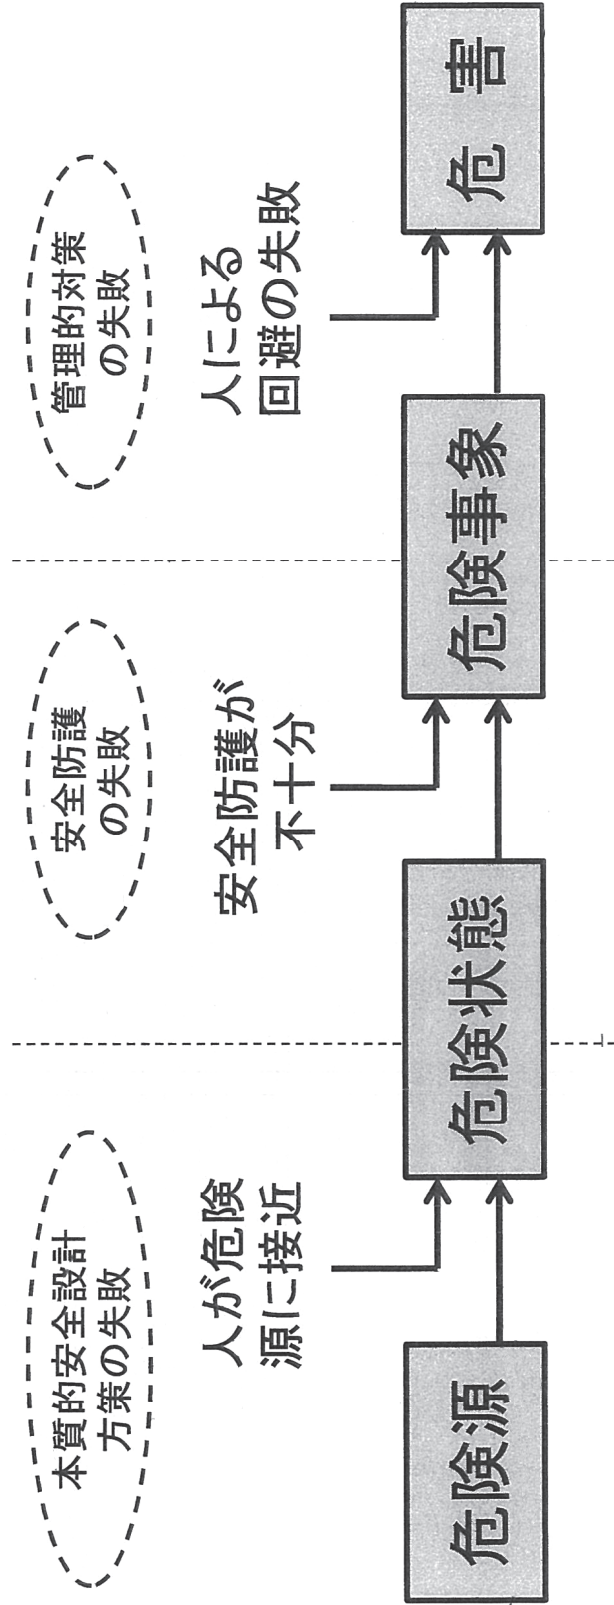 本質的安全設計
方策の失敗
安全防護
の失敗
管理的対策
の失敗
人が危険
源に接近
安全防護が
不十分
人による
回避の失敗
危険源
危険状態
危険事象
危害